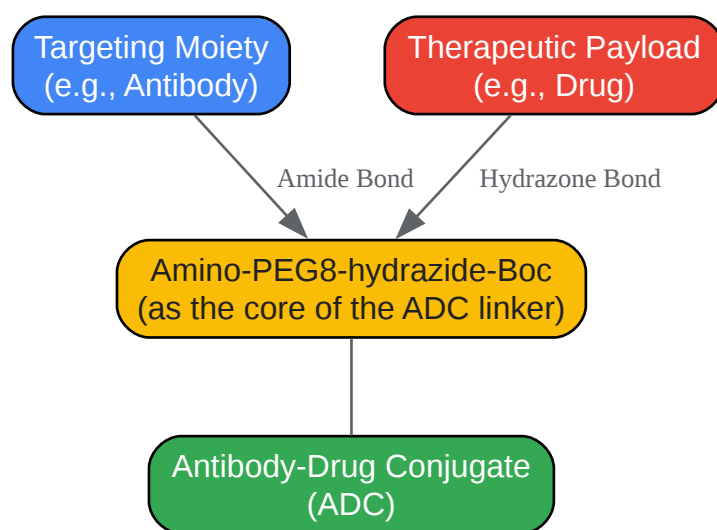 Targeting Moiety
(e.g., Antibody)
Therapeutic Payload
(e.g., Drug)
Amide Bond
Hydrazone Bond
Amino-PEG8-hydrazide-Boc
(as the core of the ADC linker)
Antibody-Drug Conjugate
(ADC)